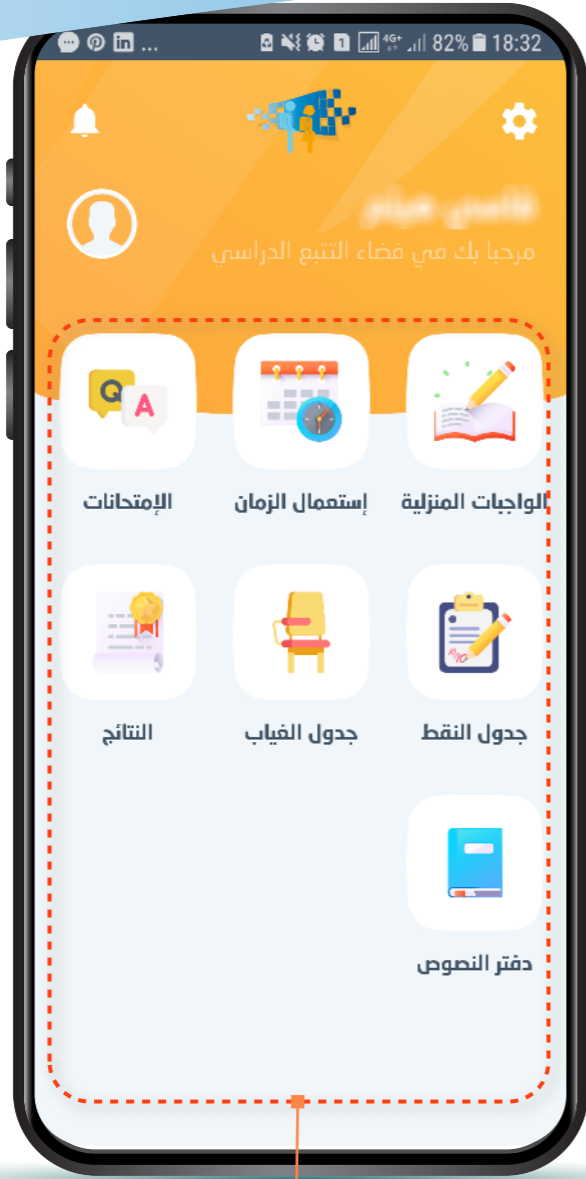 ... 82% 18:32
مرحبا بك في فضاء التتبع الدراسي
الواجبات المنزلية
إستعمال الزمان
الإمتحانات
جدول النقط
جدول الغياب
النتائج
دفتر النصوص